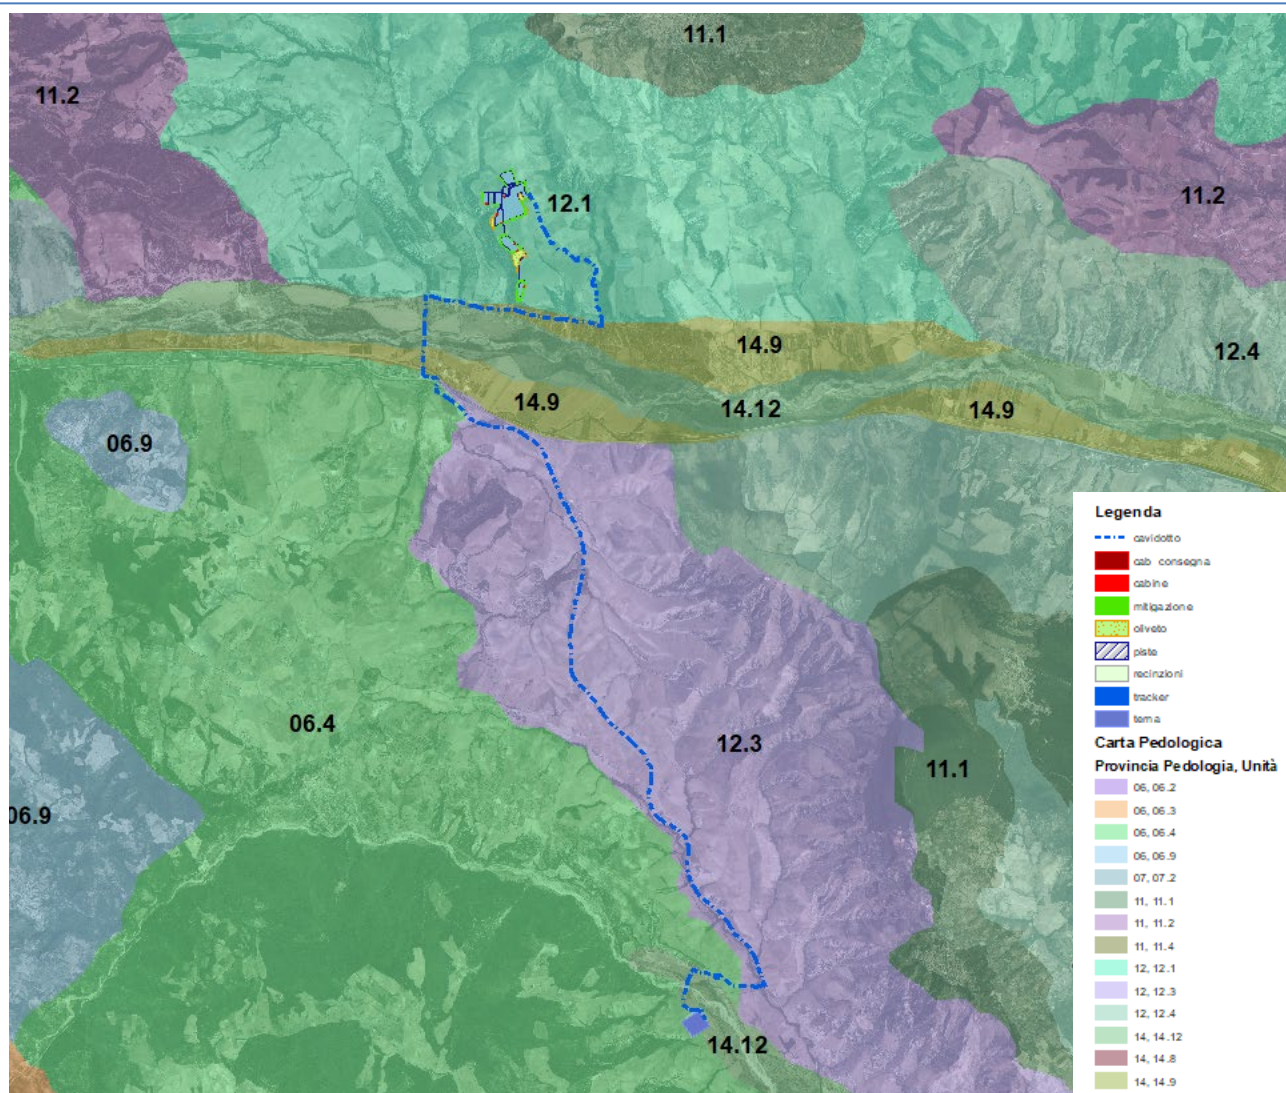 11.1
11.2
11.2
12.1
14.9
12.4
14.9
14.12
14.9
06.9
06.4
12.3
11.1
06.9
14.12
Legenda
cavidotto
cab consegna
cabine
mitigazione
oliveto
piste
recinzioni
tracker
terna
Carta Pedologica
Provincia Pedologia, Unità
06, 06.2
06, 06.3
06, 06.4
06, 06.9
07, 07.2
11, 11.1
11, 11.2
11, 11.4
12, 12.1
12, 12.3
12, 12.4
14, 14.12
14, 14.8
14, 14.9